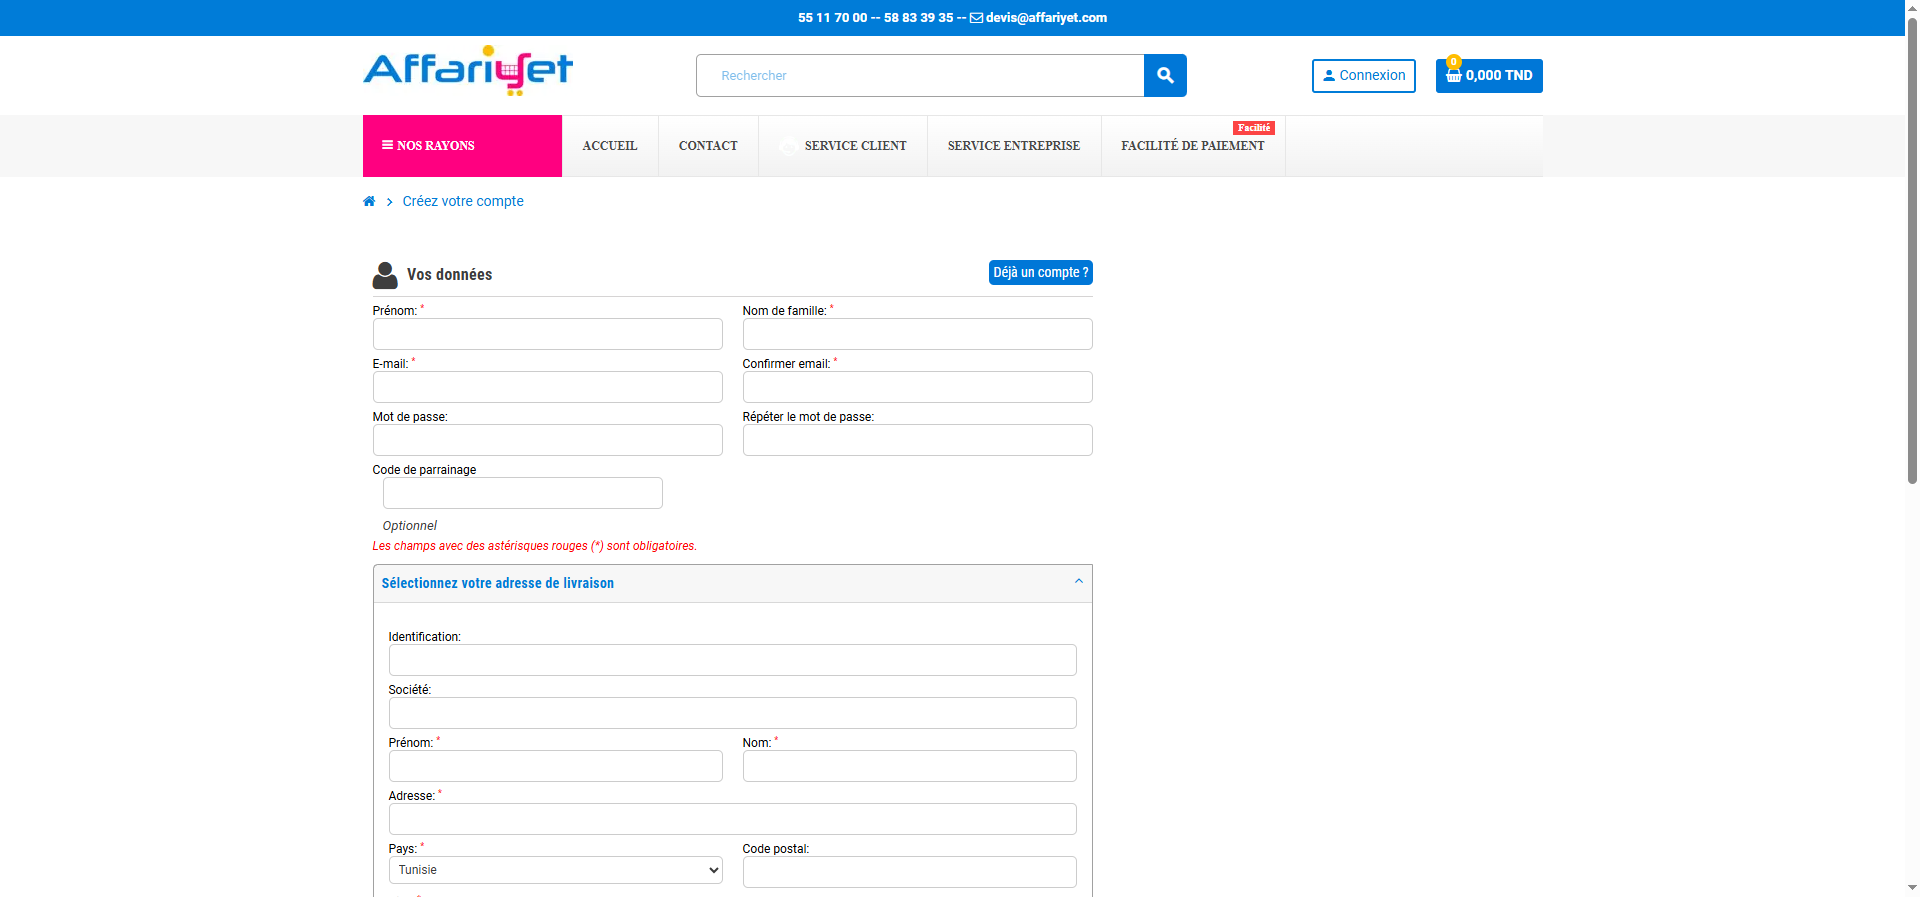 55 11 70 00 -- 58 83 39 35 -- devis@affariyet.com
Affariyet
Rechercher
Connexion
0
0,000 TND
Facilité
NOS RAYONS
ACCUEIL
CONTACT
SERVICE CLIENT
SERVICE ENTREPRISE
FACILITÉ DE PAIEMENT
Créez votre compte
Vos données
Déjà un compte ?
Prénom: *
Nom de famille: *
E-mail: *
Confirmer email: *
Mot de passe:
Répéter le mot de passe:
Code de parrainage
Optionnel
Les champs avec des astérisques rouges (*) sont obligatoires.
Sélectionnez votre adresse de livraison
Identification:
Société:
Prénom: *
Nom: *
Adresse: *
Pays: *
Code postal:
Tunisie